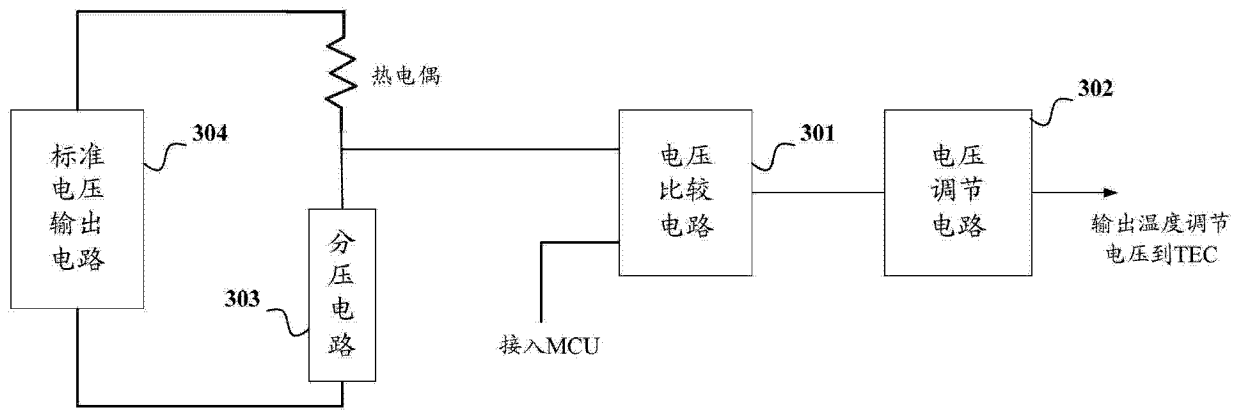 热电偶
304
标准
电压
输出
电路
303
分
压
电
路
接入MCU
301
电压
比较
电路
302
电压
调节
电路
输出温度调节
电压到TEC